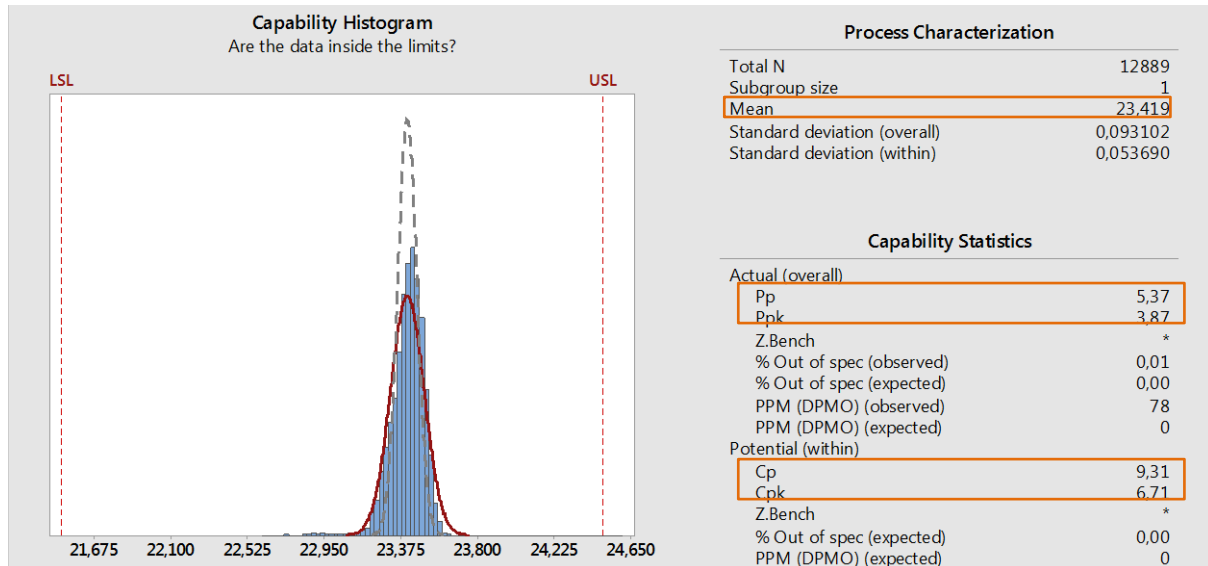 Capability Histogram
Are the data inside the limits?
LSL USL
21,675 22,100 22,525 22,950 23,375 23,800 24,225 24,650
Process Characterization
Total N 12889
Subgroup size 1
Mean 23,419
Standard deviation (overall) 0,093102
Standard deviation (within) 0,053690
Capability Statistics
Actual (overall)
Pp 5,37
Ppk 3,87
Z.Bench *
% Out of spec (observed) 0,01
% Out of spec (expected) 0,00
PPM (DPMO) (observed) 78
PPM (DPMO) (expected) 0
Potential (within)
Cp 9,31
Cpk 6,71
Z.Bench *
% Out of spec (expected) 0,00
PPM (DPMO) (expected) 0